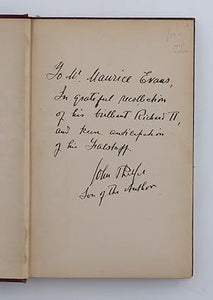 To Mr. Maurice Evans,
In grateful recollection
of his brilliant Richard II,
and keen anticipation
of his Falstaff.
John
Son of the Author